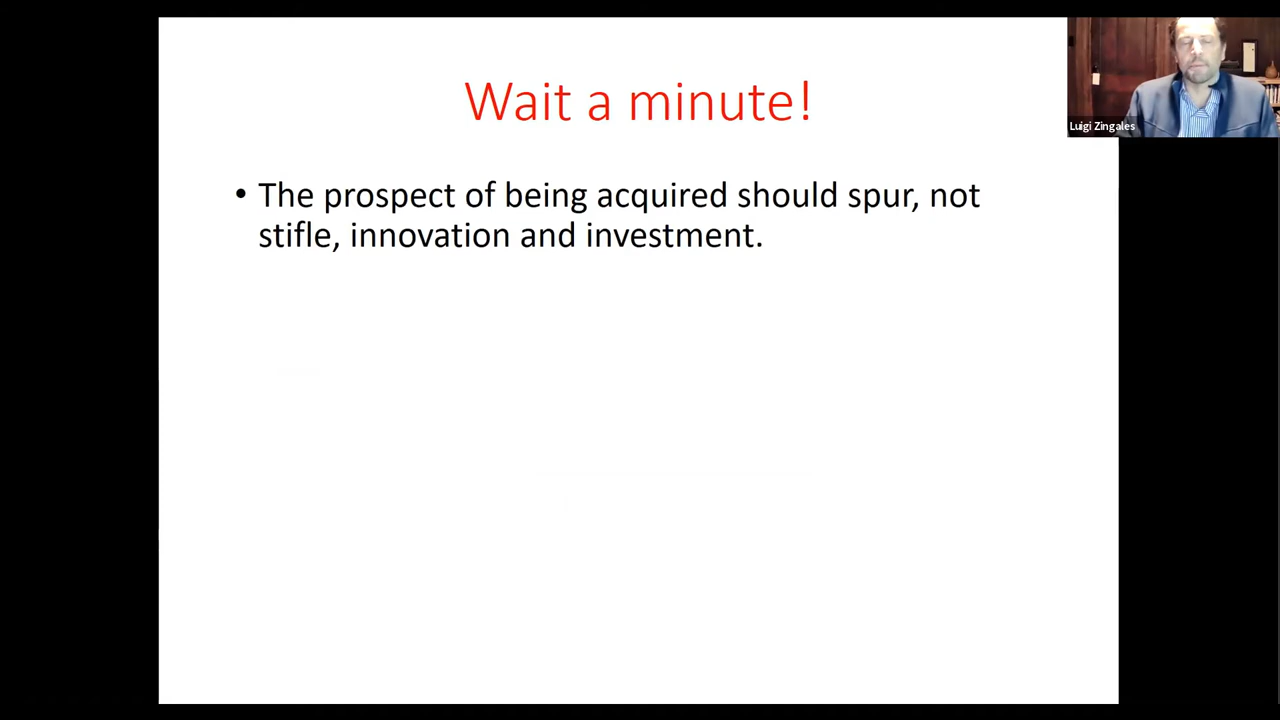 Wait a minute!
Luigi Zingales
• The prospect of being acquired should spur, not
stifle, innovation and investment.